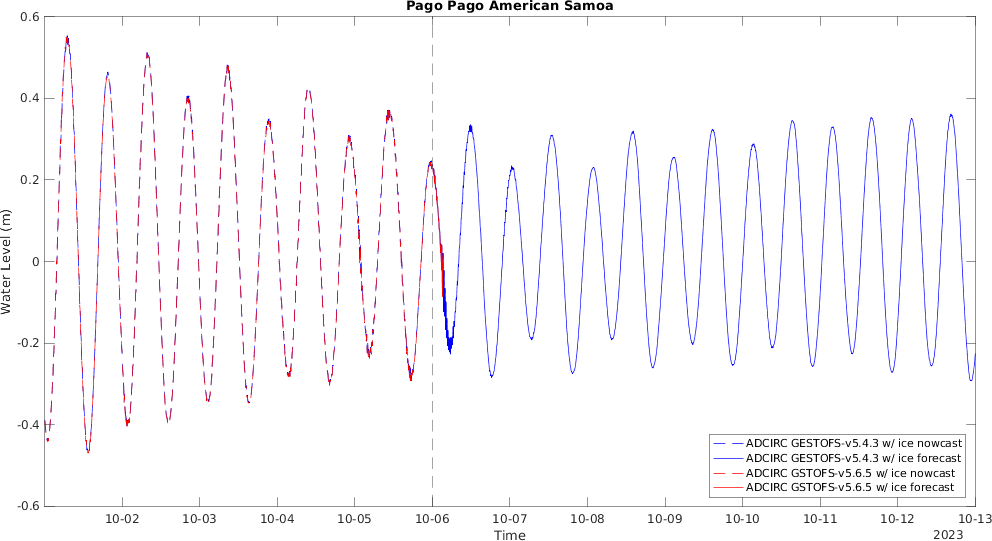 Pago Pago American Samoa
0.6
0.4
0.2
0
-0.2
-0.4
-0.6
Water Level (m)
ADCIRC GESTOFS-v5.4.3 w/ ice nowcast
ADCIRC GESTOFS-v5.4.3 w/ ice forecast
ADCIRC GSTOFS-v5.6.5 w/ ice nowcast
ADCIRC GSTOFS-v5.6.5 w/ ice forecast
10-02 10-03 10-04 10-05 10-06 10-07 10-08 10-09 10-10 10-11 10-12 10-13
Time
2023